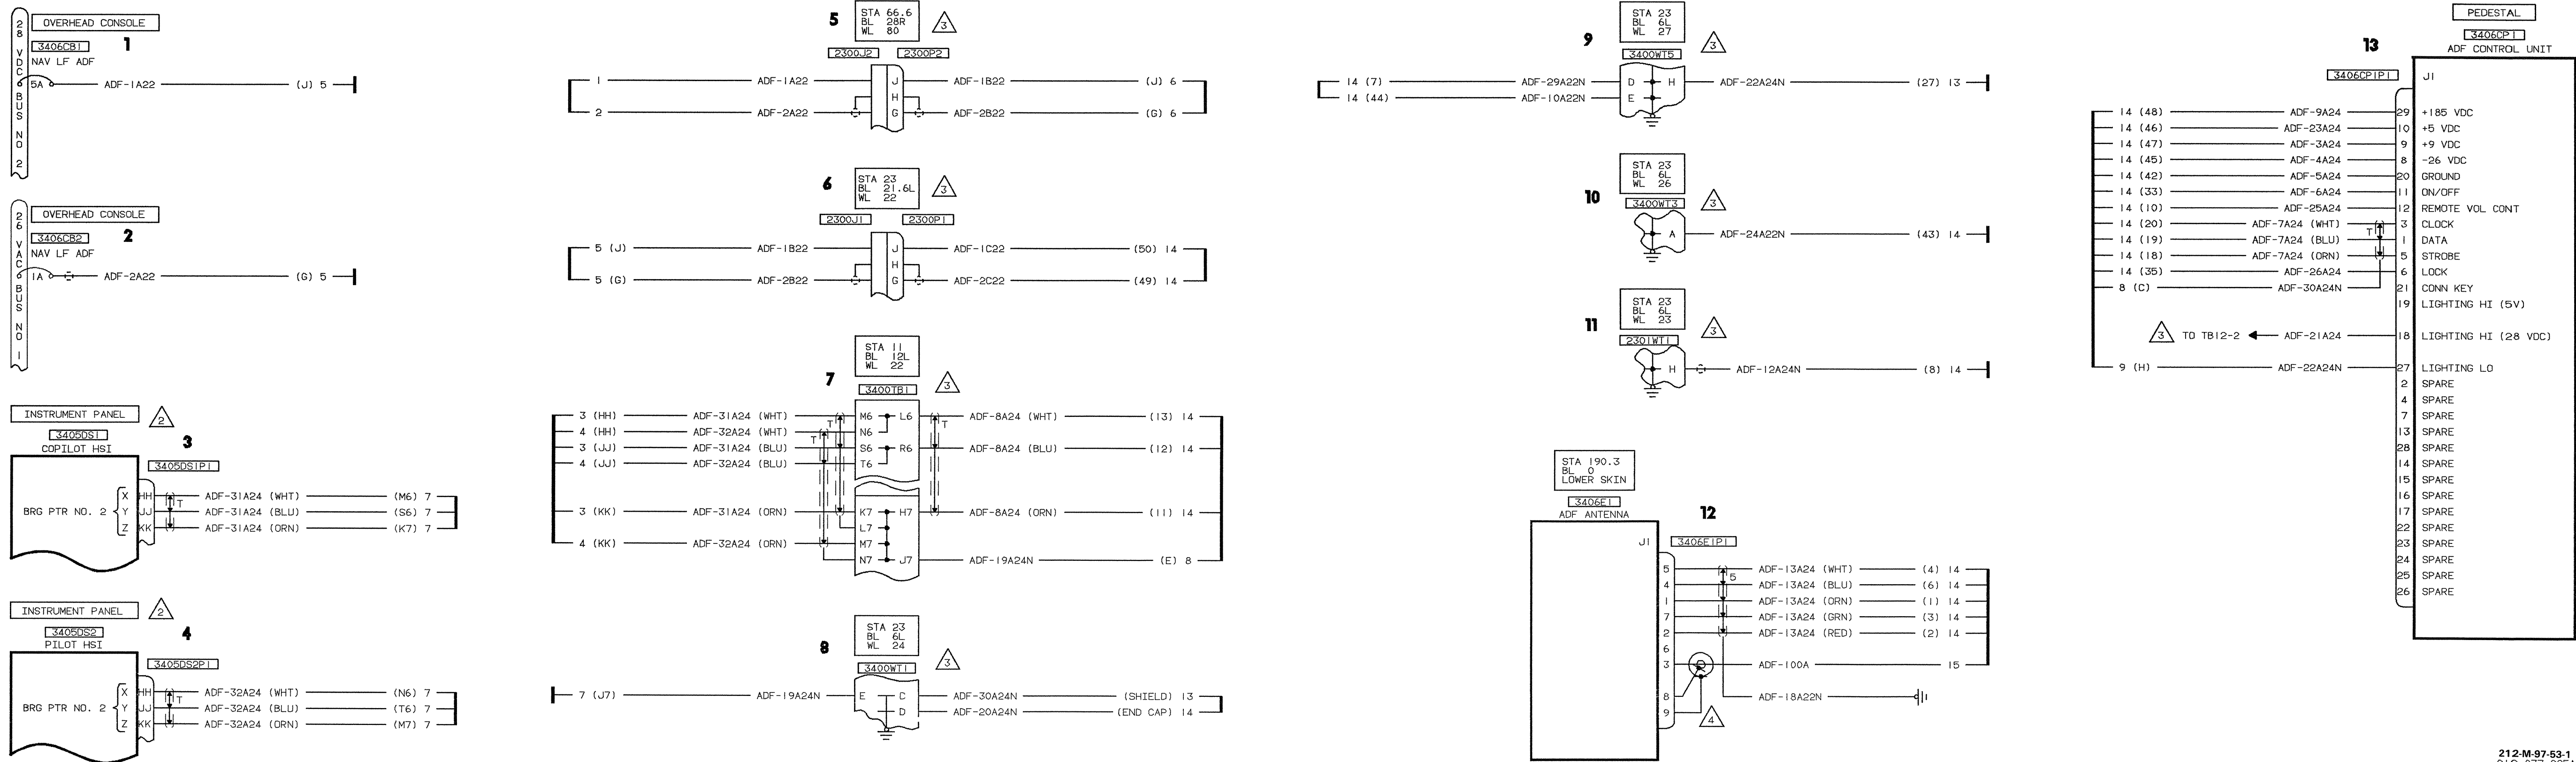 28 VDC BUS NO 2
OVERHEAD CONSOLE
3406CB1
1
NAV LF ADF
5A ADF-1A22 (J) 5
26 VAC BUS NO 1
OVERHEAD CONSOLE
3406CB2
2
NAV LF ADF
1A ADF-2A22 (G) 5
INSTRUMENT PANEL
2
3405DS1
3
COPILOT HSI
3405DS1P1
BRG PTR NO. 2
X HH ADF-31A24 (WHT) (M6) 7
T
Y JJ ADF-31A24 (BLU) (S6) 7
Z KK ADF-31A24 (ORN) (K7) 7
INSTRUMENT PANEL
2
3405DS2
4
PILOT HSI
3405DS2P1
BRG PTR NO. 2
X HH ADF-32A24 (WHT) (N6) 7
T
Y JJ ADF-32A24 (BLU) (T6) 7
Z KK ADF-32A24 (ORN) (M7) 7
5
STA 66.6
BL 28R
WL 80
3
2300J2 2300P2
1 ADF-1A22 J ADF-1B22 (J) 6
H
2 ADF-2A22 G ADF-2B22 (G) 6
6
STA 23
BL 21.6L
WL 22
3
2300J1 2300P1
5 (J) ADF-1B22 J ADF-1C22 (50) 14
H
5 (G) ADF-2B22 G ADF-2C22 (49) 14
7
STA 11
BL 12L
WL 22
3
3400TB1
3 (HH) ADF-31A24 (WHT) M6 L6 ADF-8A24 (WHT) (13) 14
T
4 (HH) ADF-32A24 (WHT) N6
T
T
3 (JJ) ADF-31A24 (BLU) S6 R6 ADF-8A24 (BLU) (12) 14
4 (JJ) ADF-32A24 (BLU) T6
3 (KK) ADF-31A24 (ORN) K7 H7 ADF-8A24 (ORN) (11) 14
L7
4 (KK) ADF-32A24 (ORN) M7
N7 J7 ADF-19A24N (E) 8
8
STA 23
BL 6L
WL 24
3
3400WT1
7 (J7) ADF-19A24N E C ADF-30A24N (SHIELD) 13
D ADF-20A24N (END CAP) 14
9
STA 23
BL 6L
WL 27
3
3400WT5
14 (7) ADF-29A22N D H ADF-22A24N (27) 13
14 (44) ADF-10A22N E
10
STA 23
BL 6L
WL 26
3
3400WT3
A ADF-24A22N (43) 14
11
STA 23
BL 6L
WL 23
3
2301WT1
H ADF-12A24N (8) 14
STA 190.3
BL 0
LOWER SKIN
3406E1
ADF ANTENNA
12
J1 3406E1P1
5 ADF-13A24 (WHT) (4) 14
5
4 ADF-13A24 (BLU) (6) 14
1 ADF-13A24 (ORN) (1) 14
7 ADF-13A24 (GRN) (3) 14
2 ADF-13A24 (RED) (2) 14
6
3 ADF-100A 15
8 ADF-18A22N
9
4
PEDESTAL
3406CP1
13
ADF CONTROL UNIT
3406CP1P1 J1
14 (48) ADF-9A24 29 +185 VDC
14 (46) ADF-23A24 10 +5 VDC
14 (47) ADF-3A24 9 +9 VDC
14 (45) ADF-4A24 8 -26 VDC
14 (42) ADF-5A24 20 GROUND
14 (33) ADF-6A24 11 ON/OFF
14 (10) ADF-25A24 12 REMOTE VOL CONT
14 (20) ADF-7A24 (WHT) 3 CLOCK
T
14 (19) ADF-7A24 (BLU) 1 DATA
14 (18) ADF-7A24 (ORN) 5 STROBE
14 (35) ADF-26A24 6 LOCK
8 (C) ADF-30A24N 21 CONN KEY
19 LIGHTING HI (5V)
3 TO TB12-2 ADF-21A24 18 LIGHTING HI (28 VDC)
9 (H) ADF-22A24N 27 LIGHTING LO
2 SPARE
4 SPARE
7 SPARE
13 SPARE
28 SPARE
14 SPARE
15 SPARE
16 SPARE
17 SPARE
22 SPARE
23 SPARE
24 SPARE
25 SPARE
26 SPARE
212-M-97-53-1